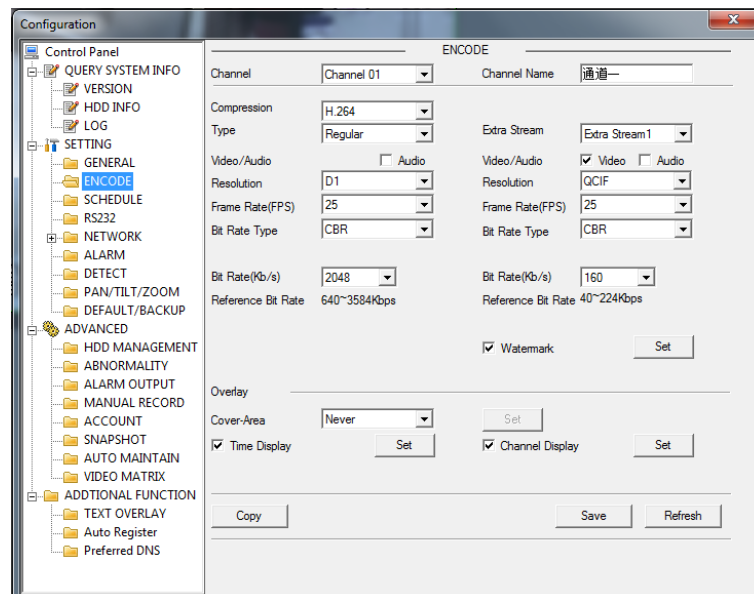 Configuration
Control Panel
QUERY SYSTEM INFO
VERSION
HDD INFO
LOG
SETTING
GENERAL
ENCODE
SCHEDULE
RS232
NETWORK
ALARM
DETECT
PAN/TILT/ZOOM
DEFAULT/BACKUP
ADVANCED
HDD MANAGEMENT
ABNORMALITY
ALARM OUTPUT
MANUAL RECORD
ACCOUNT
SNAPSHOT
AUTO MAINTAIN
VIDEO MATRIX
ADDTIONAL FUNCTION
TEXT OVERLAY
Auto Register
Preferred DNS
ENCODE
Channel Channel 01 Channel Name 通道一
Compression H.264
Type Regular Extra Stream Extra Stream1
Video/Audio Audio Video/Audio Video Audio
Resolution D1 Resolution QCIF
Frame Rate(FPS) 25 Frame Rate(FPS) 25
Bit Rate Type CBR Bit Rate Type CBR
Bit Rate(Kb/s) 2048 Bit Rate(Kb/s) 160
Reference Bit Rate 640~3584Kbps Reference Bit Rate 40~224Kbps
Watermark Set
Overlay
Cover-Area Never Set
Time Display Set Channel Display Set
Copy Save Refresh